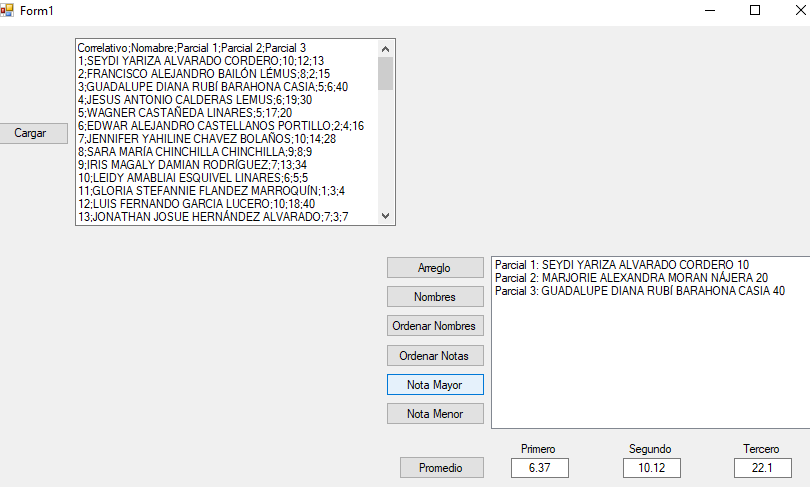 Form1
Correlativo;Nomabre;Parcial 1;Parcial 2;Parcial 3
1;SEYDI YARIZA ALVARADO CORDERO;10;12;13
2;FRANCISCO ALEJANDRO BAILÓN LÉMUS;8;2;15
3;GUADALUPE DIANA RUBÍ BARAHONA CASIA;5;6;40
4;JESUS ANTONIO CALDERAS LEMUS;6;19;30
5;WAGNER CASTAÑEDA LINARES;5;17;20
6;EDWAR ALEJANDRO CASTELLANOS PORTILLO;2;4;16
7;JENNIFER YAHILINE CHAVEZ BOLAÑOS;10;14;28
8;SARA MARÍA CHINCHILLA CHINCHILLA;9;8;9
9;IRIS MAGALY DAMIAN RODRÍGUEZ;7;13;34
10;LEIDY AMABLIAI ESQUIVEL LINARES;6;5;5
11;GLORIA STEFANNIE FLANDEZ MARROQUÍN;1;3;4
12;LUIS FERNANDO GARCIA LUCERO;10;18;40
13;JONATHAN JOSUE HERNÁNDEZ ALVARADO;7;3;7
Cargar
Arreglo
Nombres
Ordenar Nombres
Ordenar Notas
Nota Mayor
Nota Menor
Parcial 1: SEYDI YARIZA ALVARADO CORDERO 10
Parcial 2: MARJORIE ALEXANDRA MORAN NÁJERA 20
Parcial 3: GUADALUPE DIANA RUBÍ BARAHONA CASIA 40
Primero Segundo Tercero
Promedio 6.37 10.12 22.1